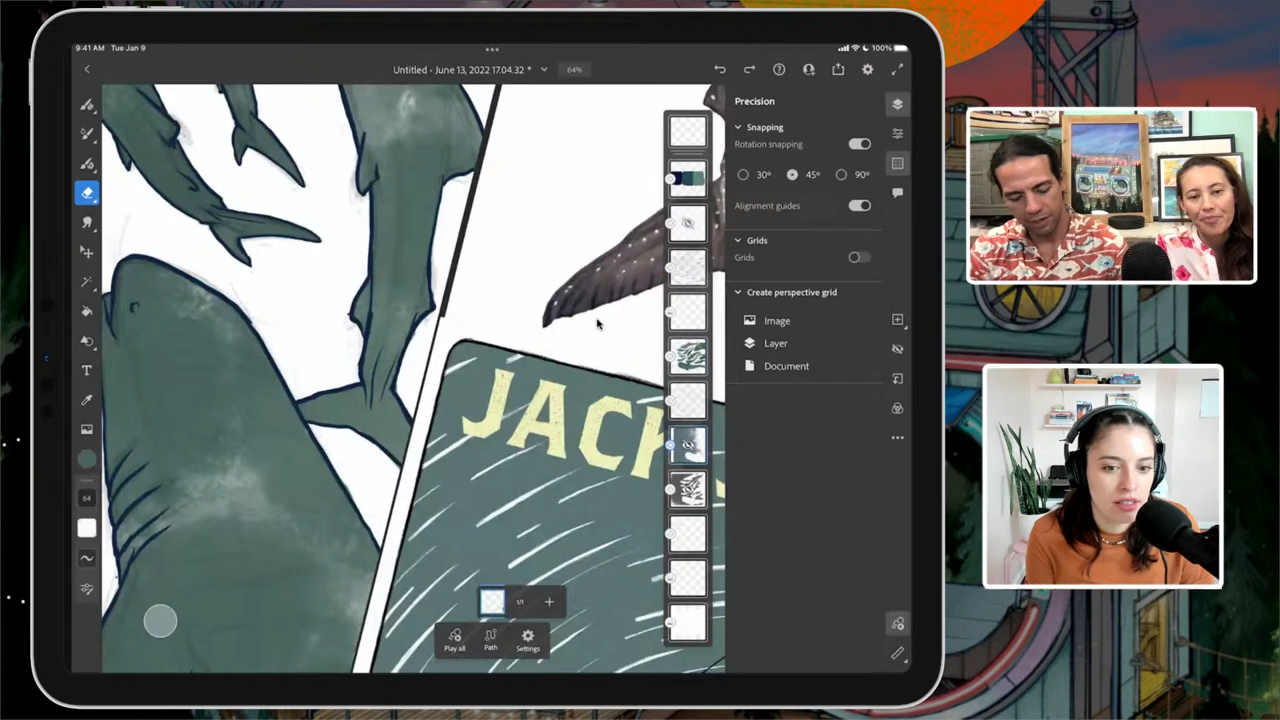 9:41 AM Tue Jan 9
100%
Untitled - June 13, 2022 17.04.32 *
64%
Precision
Snapping
Rotation snapping
30°
45°
90°
Alignment guides
Grids
Grids
Create perspective grid
Image
Layer
Document
T
64
JACK
1/1
Play all
Path
Settings